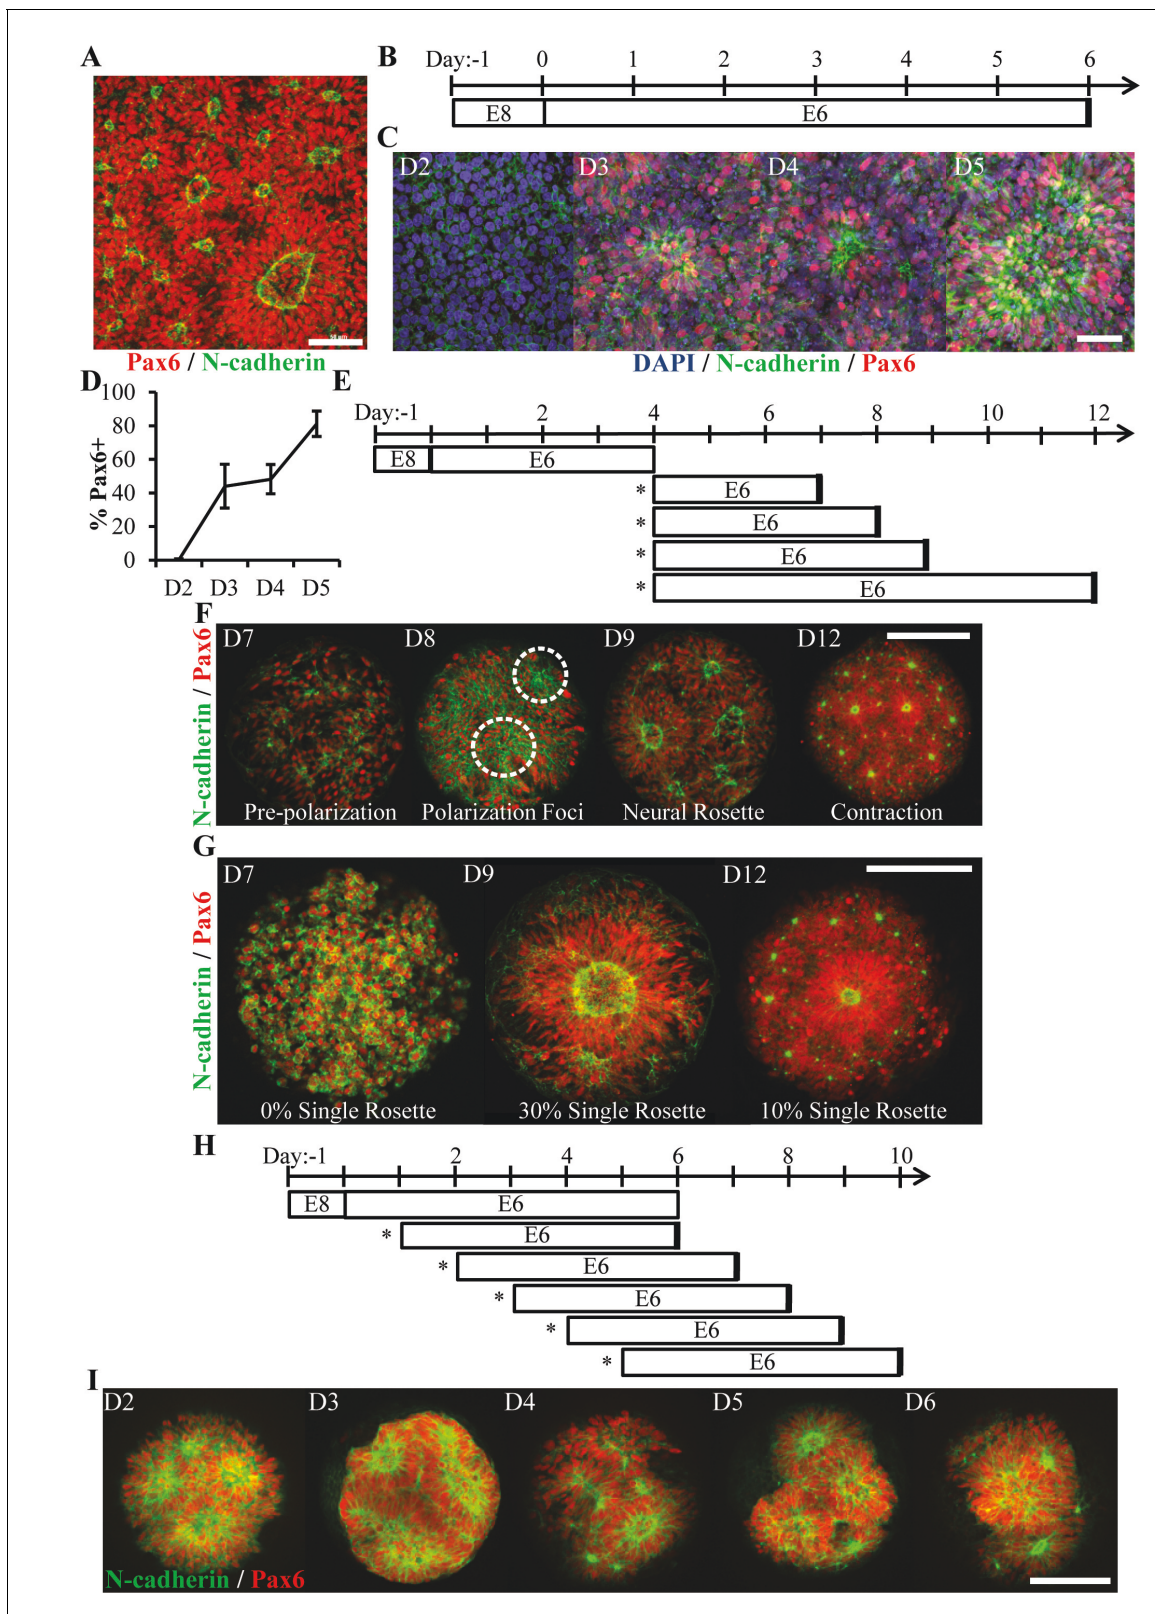 A
50 µm
Pax6 / N-cadherin
B
Day:-1 0 1 2 3 4 5 6
E8 E6
C
D2 D3 D4 D5
DAPI / N-cadherin / Pax6
D
% Pax6+
100
80
60
40
20
0
D2 D3 D4 D5
E
Day:-1 2 4 6 8 10 12
E8 E6
* E6
* E6
* E6
* E6
F
N-cadherin / Pax6
D7 D8 D9 D12
Pre-polarization Polarization Foci Neural Rosette Contraction
G
N-cadherin / Pax6
D7 D9 D12
0% Single Rosette 30% Single Rosette 10% Single Rosette
H
Day:-1 2 4 6 8 10
E8 E6
* E6
* E6
* E6
* E6
* E6
I
D2 D3 D4 D5 D6
N-cadherin / Pax6